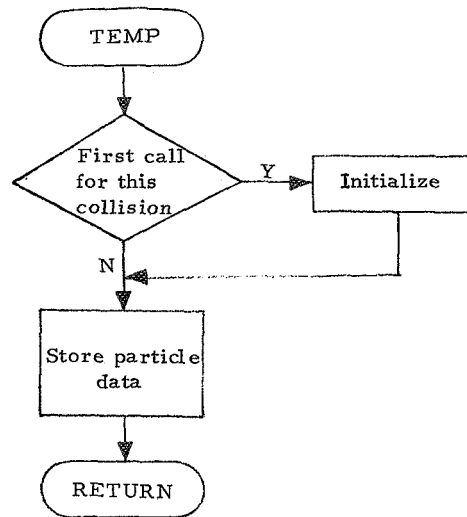 TEMP
First call
for this
collision
Y
Initialize
N
Store particle
data
RETURN